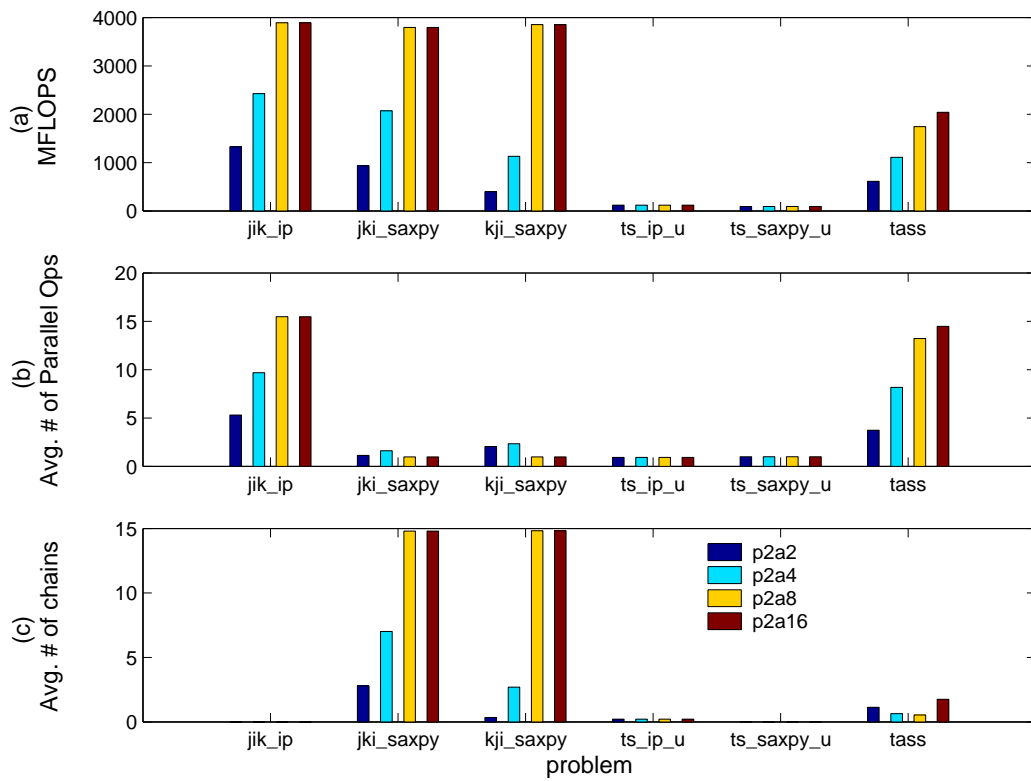 (a)
MFLOPS
4000
3000
2000
1000
0
jik_ip jki_saxpy kji_saxpy ts_ip_u ts_saxpy_u tass
(b)
Avg. # of Parallel Ops
20
15
10
5
0
jik_ip jki_saxpy kji_saxpy ts_ip_u ts_saxpy_u tass
(c)
Avg. # of chains
15
10
5
0
p2a2
p2a4
p2a8
p2a16
jik_ip jki_saxpy kji_saxpy ts_ip_u ts_saxpy_u tass
problem